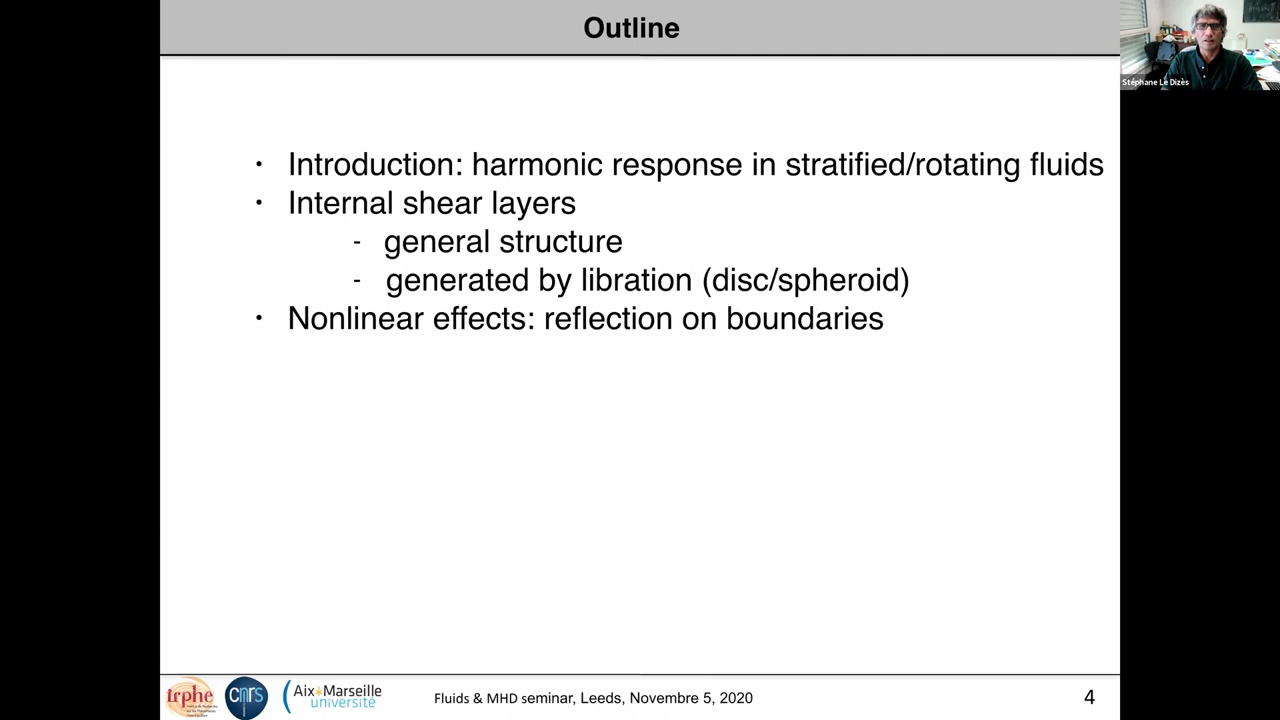 Outline
Stéphane Le Dizès
• Introduction: harmonic response in stratified/rotating fluids
• Internal shear layers
- general structure
- generated by libration (disc/spheroid)
• Nonlinear effects: reflection on boundaries
irphe
cnrs
Aix*Marseille
université
Fluids & MHD seminar, Leeds, Novembre 5, 2020
4